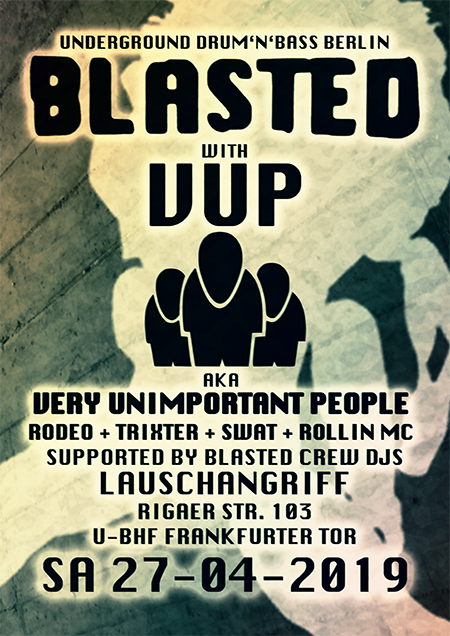 UNDERGROUND DRUM'N'BASS BERLIN
BLASTED
WITH
VUP
AKA
VERY UNIMPORTANT PEOPLE
RODEO + TRIXTER + SWAT + ROLLIN MC
SUPPORTED BY BLASTED CREW DJS
LAUSCHANGRIFF
RIGAER STR. 103
U-BHF FRANKFURTER TOR
SA 27-04-2019